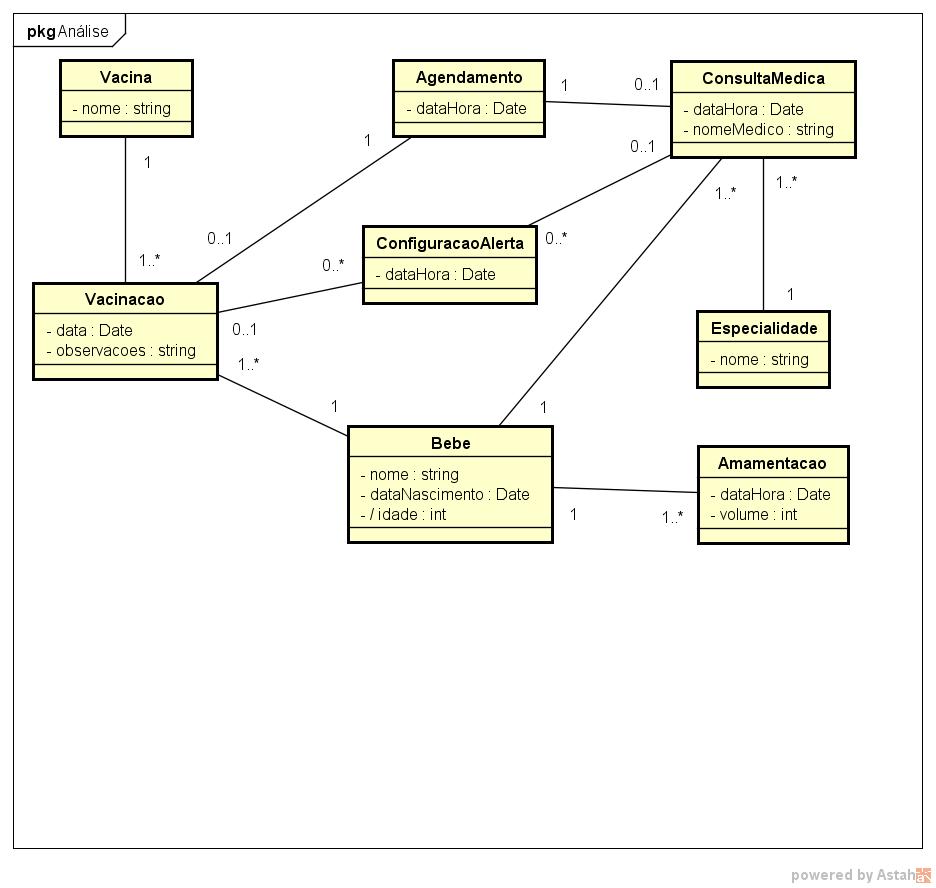 pkg Análise
Vacina
- nome : string
1
1..*
Agendamento
- dataHora : Date
1
0..1
1
0..1
ConsultaMedica
- dataHora : Date
- nomeMedico : string
0..1
0..*
1..*
1..*
ConfiguracaoAlerta
- dataHora : Date
0..*
0..1
Vacinacao
- data : Date
- observacoes : string
1..*
1
1
1
Especialidade
- nome : string
Bebe
- nome : string
- dataNascimento : Date
- / idade : int
1
1..*
Amamentacao
- dataHora : Date
- volume : int
powered by Astah